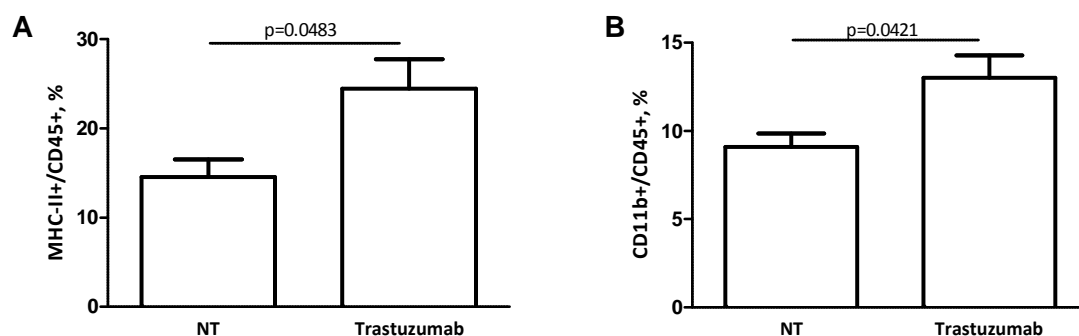 A
p=0.0483
MHC-II+/CD45+, %
30
20
10
0
NT
Trastuzumab
B
p=0.0421
CD11b+/CD45+, %
15
10
5
0
NT
Trastuzumab